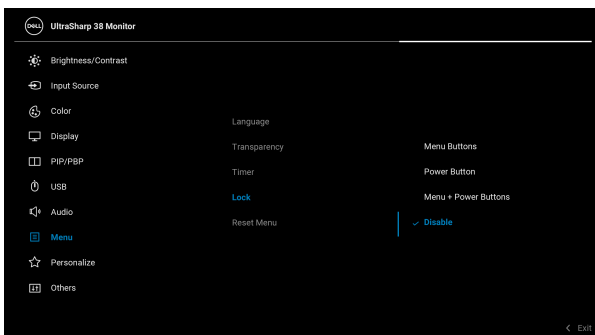 DELL UltraSharp 38 Monitor
Brightness/Contrast
Input Source
Color
Display
PIP/PBP
USB
Audio
Menu
Personalize
Others
Language
Transparency
Timer
Lock
Reset Menu
Menu Buttons
Power Button
Menu + Power Buttons
Disable
Exit